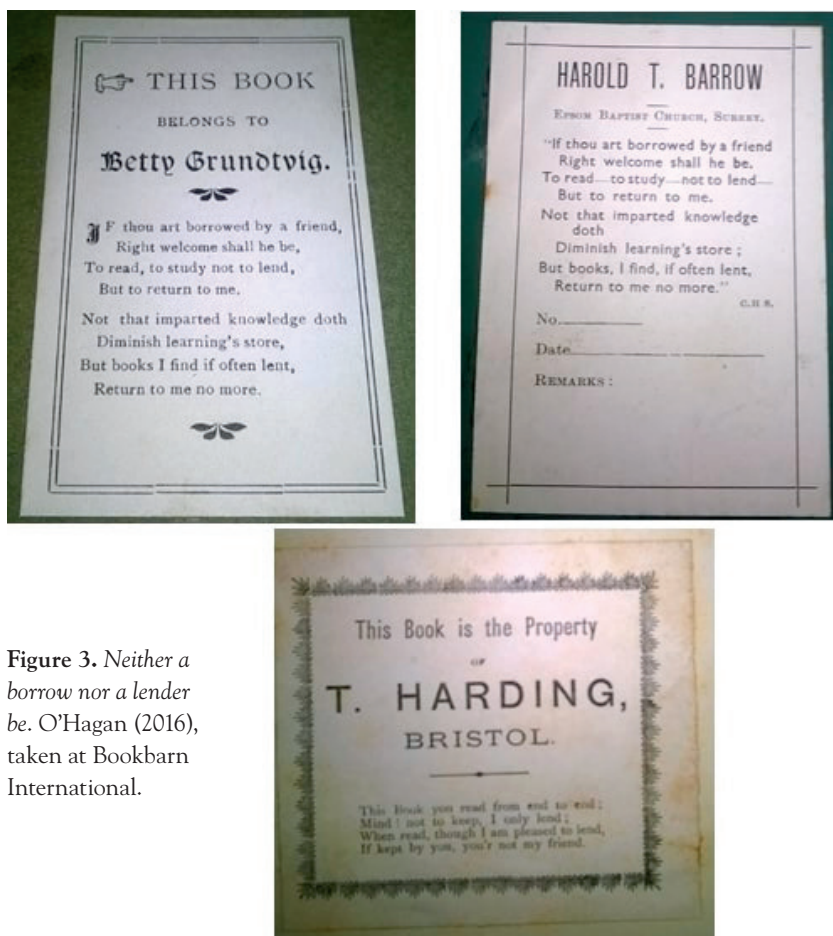 THIS BOOK
BELONGS TO
Betty Grundtvig.
IF thou art borrowed by a friend,
Right welcome shall he be,
To read, to study not to lend,
But to return to me.
Not that imparted knowledge doth
Diminish learning's store,
But books I find if often lent,
Return to me no more.
HAROLD T. BARROW
EPSOM BAPTIST CHURCH, SURREY.
"If thou art borrowed by a friend
Right welcome shall he be.
To read—to study—not to lend—
But to return to me.
Not that imparted knowledge
doth
Diminish learning's store ;
But books, I find, if often lent,
Return to me no more."
C.H S.
No.
Date
REMARKS :
This Book is the Property
OF
T. HARDING,
BRISTOL.
This Book you read from end to end ;
Mind ! not to keep, I only lend ;
When read, though I am pleased to lend,
If kept by you, you'r not my friend.
Figure 3. Neither a
borrow nor a lender
be. O'Hagan (2016),
taken at Bookbarn
International.